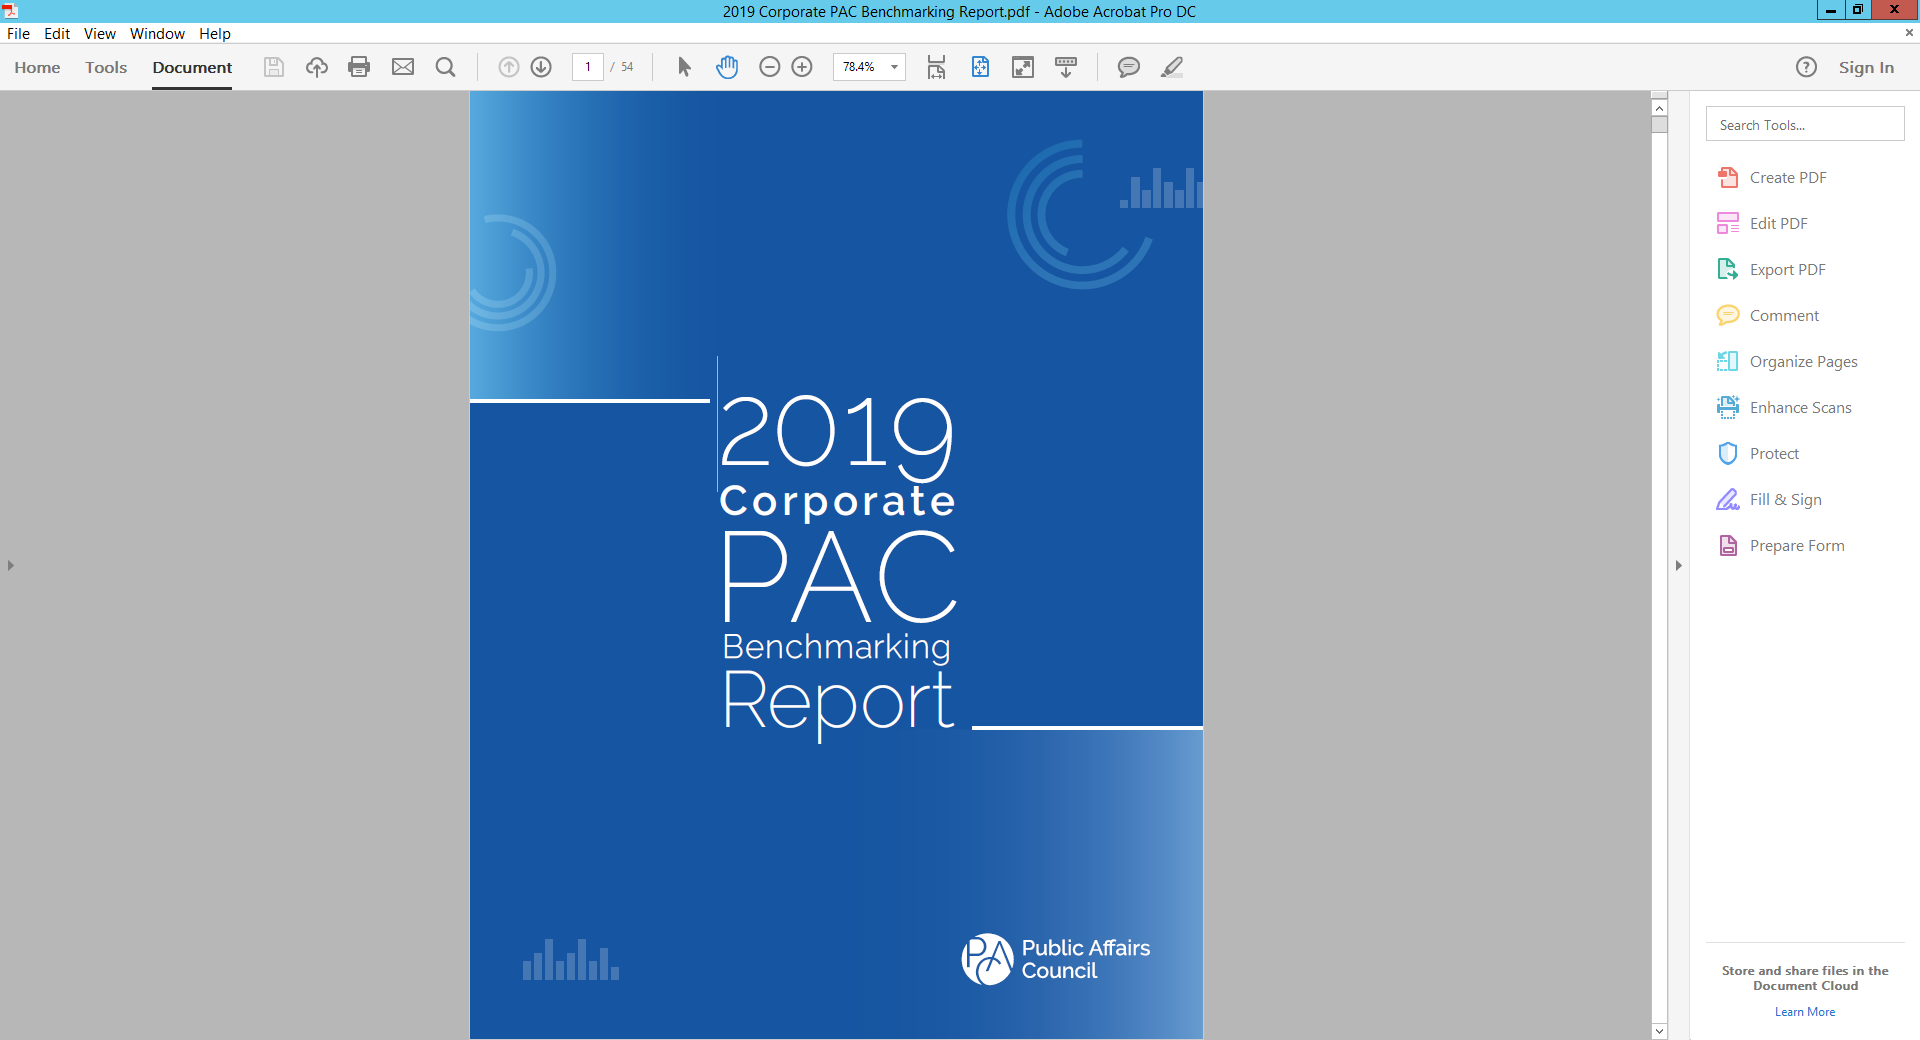 2019 Corporate PAC Benchmarking Report.pdf - Adobe Acrobat Pro DC
File Edit View Window Help
Home Tools Document 1 / 54 78.4% Sign In
Search Tools...
Create PDF
Edit PDF
Export PDF
Comment
Organize Pages
Enhance Scans
Protect
Fill & Sign
Prepare Form
Store and share files in the
Document Cloud
Learn More
2019
Corporate
PAC
Benchmarking
Report
PCA
Public Affairs
Council